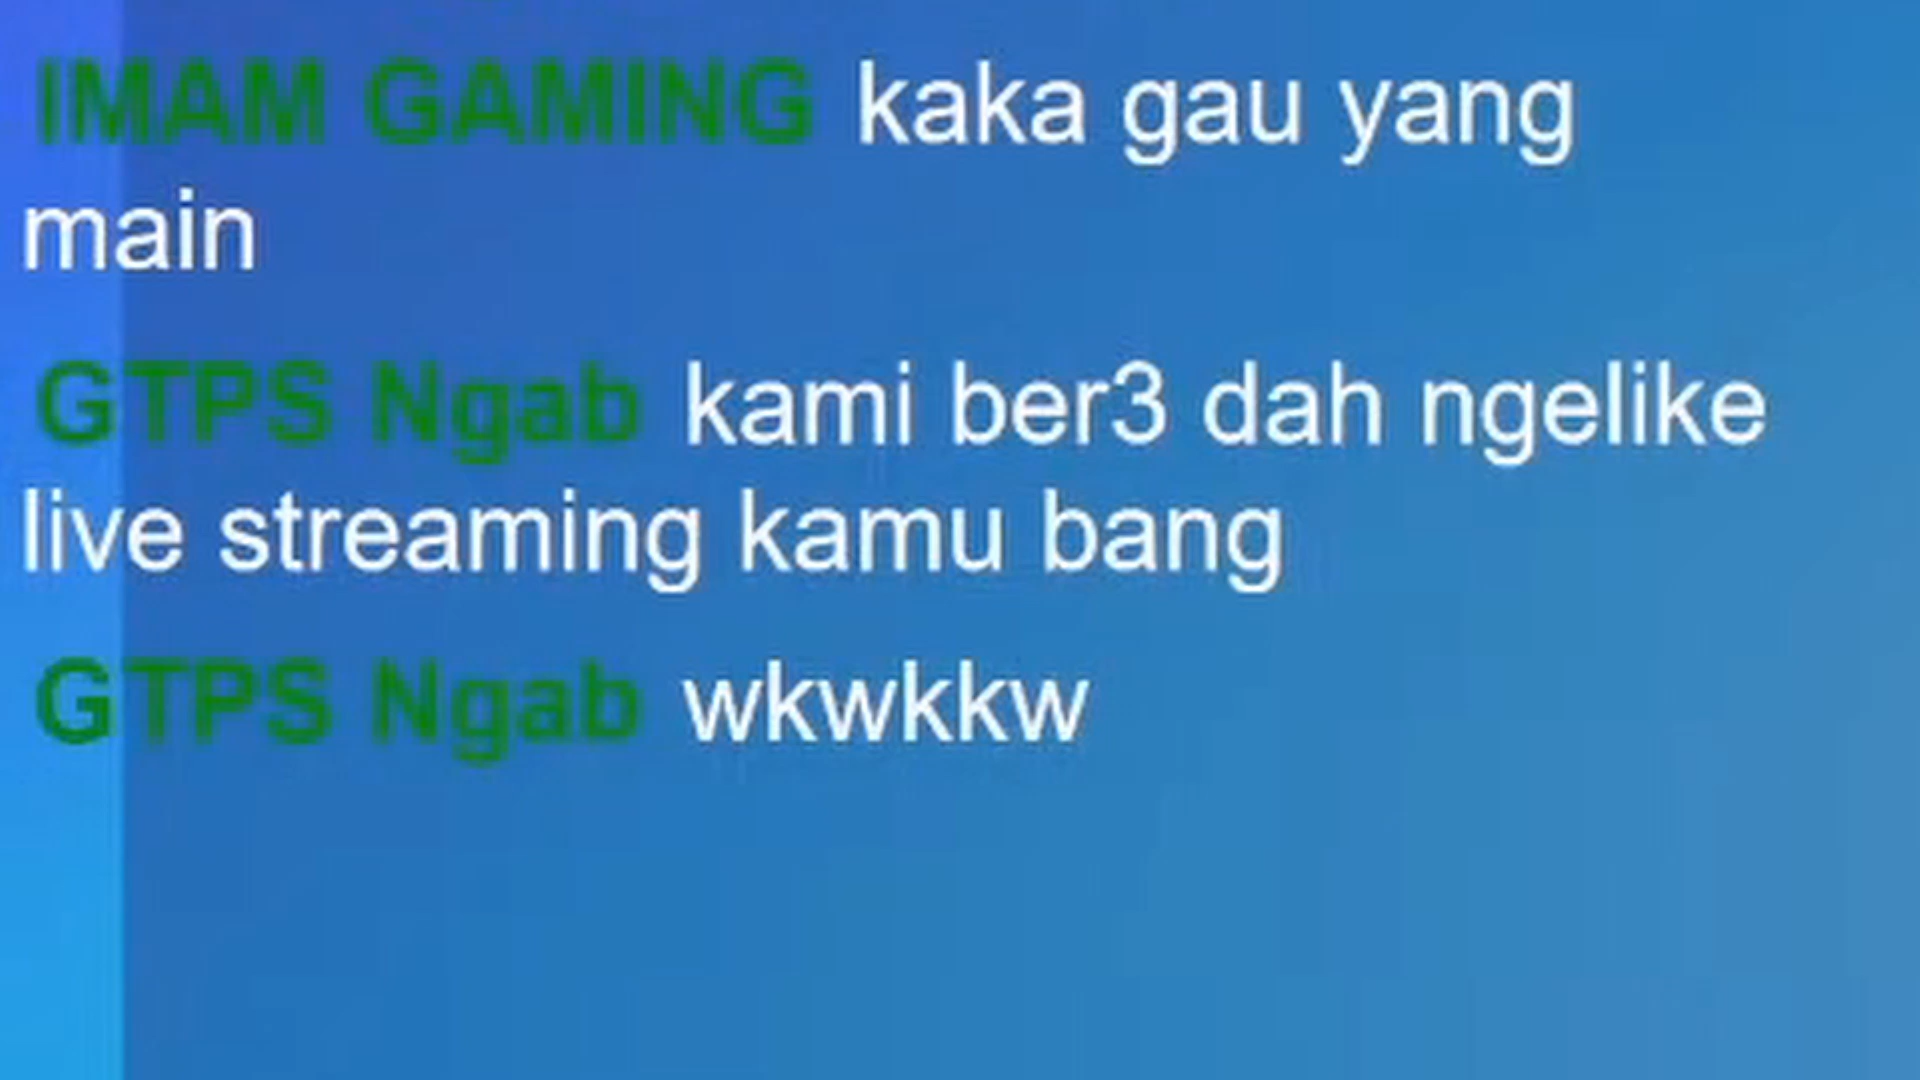 IMAM GAMING kaka gau yang
main
GTPS Ngab kami ber3 dah ngelike
live streaming kamu bang
GTPS Ngab wkwkkw